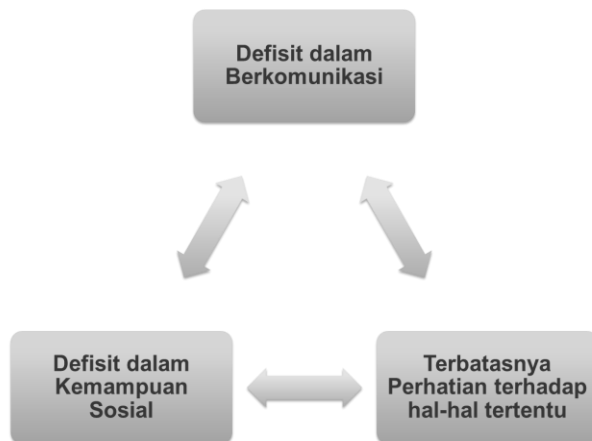 Defisit dalam
Berkomunikasi
Defisit dalam
Kemampuan
Sosial
Terbatasnya
Perhatian terhadap
hal-hal tertentu